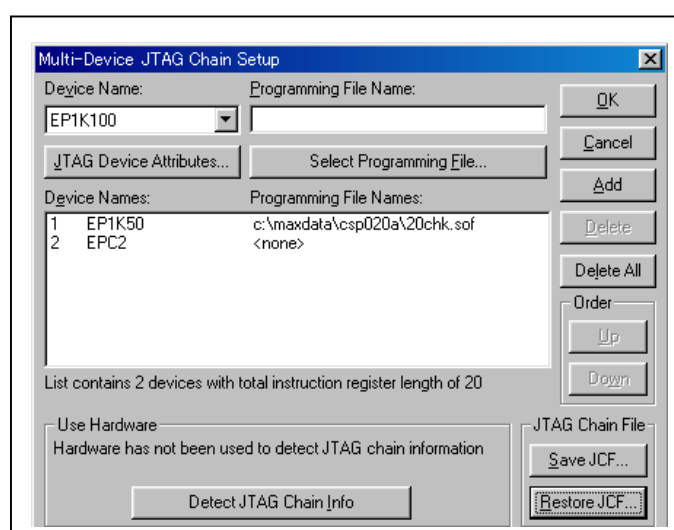 Multi-Device JTAG Chain Setup
Device Name: Programming File Name:
OK
EP1K100
Cancel
JTAG Device Attributes... Select Programming File...
Add
Device Names: Programming File Names:
1 EP1K50 c:\maxdata\csp020a\20chk.sof
2 EPC2 <none>
Delete
Delete All
Order
Up
Down
List contains 2 devices with total instruction register length of 20
Use Hardware
Hardware has not been used to detect JTAG chain information
Detect JTAG Chain Info
JTAG Chain File
Save JCF...
Restore JCF...